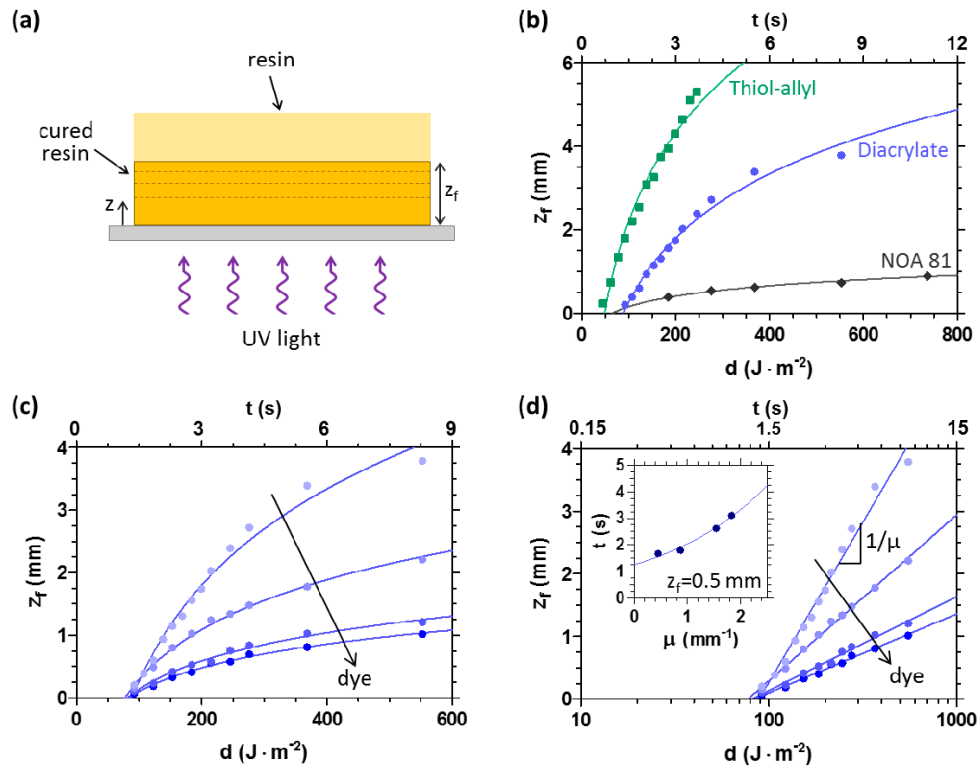 (a)
resin
cured
resin
z
z_f
UV light
(b)
t (s)
0 3 6 9 12
6
4
2
0
z_f (mm)
Thiol-allyl
Diacrylate
NOA 81
0 200 400 600 800
d (J · m⁻²)
(c)
t (s)
0 3 6 9
4
3
2
1
0
z_f (mm)
dye
0 200 400 600
d (J · m⁻²)
(d)
t (s)
0.15 1.5 15
4
3
2
1
0
z_f (mm)
5
4
3
2
1
0
t (s)
z_f=0.5 mm
0 1 2
μ (mm⁻¹)
1/μ
dye
10 100 1000
d (J · m⁻²)